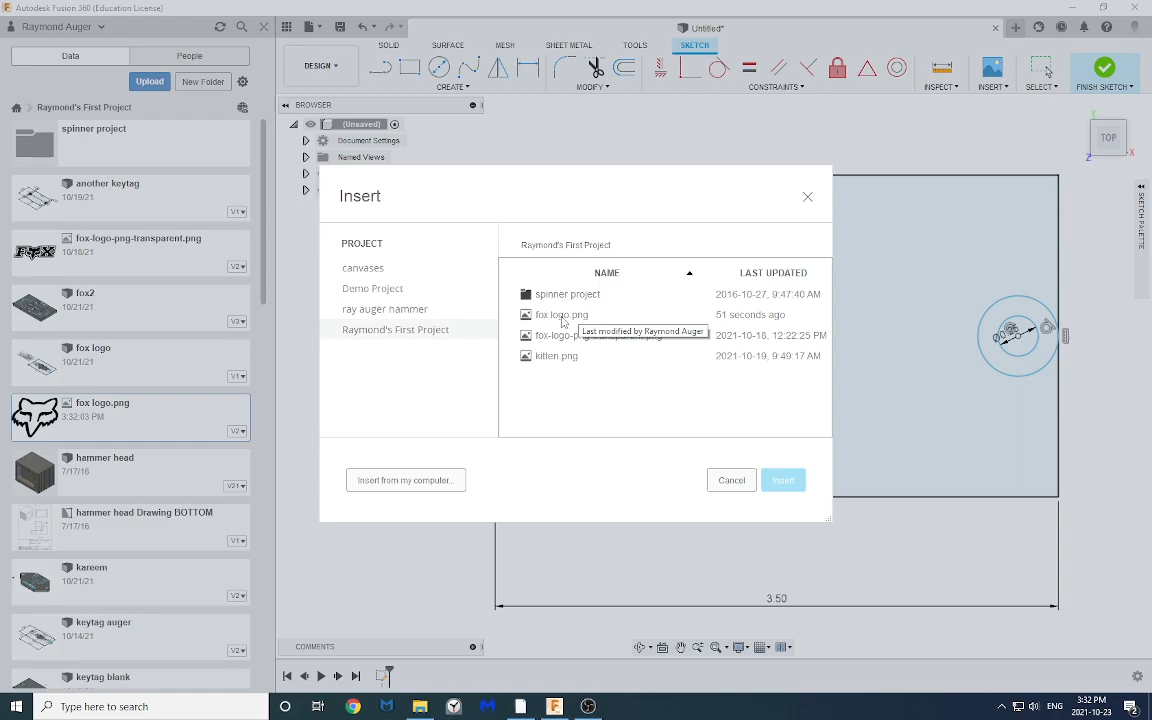 Autodesk Fusion 360 (Education License)
Raymond Auger
Untitled*
Data
People
SOLID
SURFACE
MESH
SHEET METAL
TOOLS
SKETCH
DESIGN
CREATE
MODIFY
CONSTRAINTS
INSPECT
INSERT
SELECT
FINISH SKETCH
Upload
New Folder
Raymond's First Project
BROWSER
(Unsaved)
Document Settings
Named Views
TOP
Y
X
Z
SKETCH PALETTE
spinner project
another keytag
10/19/21
V1
fox-logo-png-transparent.png
10/18/21
V2
fox2
10/21/21
V3
fox logo
10/21/21
V1
fox logo.png
3:32:03 PM
V2
hammer head
7/17/16
V21
hammer head Drawing BOTTOM
7/17/16
V1
kareem
10/21/21
V2
keytag auger
10/14/21
V2
keytag blank
Insert
PROJECT
canvases
Demo Project
ray auger hammer
Raymond's First Project
Raymond's First Project
NAME
LAST UPDATED
spinner project
2016-10-27, 9:47:40 AM
fox logo.png
51 seconds ago
Last modified by Raymond Auger
2021-10-18, 12:22:25 PM
kitten.png
2021-10-19, 9:49:17 AM
Insert from my computer...
Cancel
Insert
3.50
COMMENTS
Type here to search
ENG
3:32 PM
2021-10-23
2